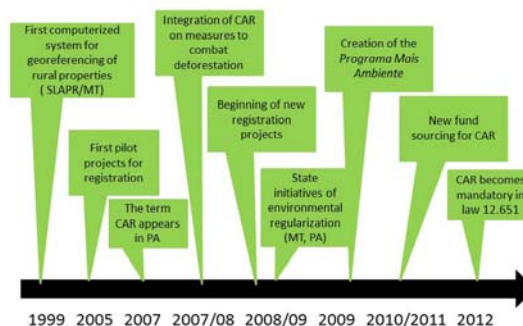 First computerized
system for
georeferencing of
rural properties
( SLAPR/MT)
First pilot
projects for
registration
The term
CAR appears
in PA
Integration of CAR
on measures to
combat
deforestation
Beginning of new
registration
projects
State
initiatives of
environmental
regularization
(MT, PA)
Creation of the
Programa Mais
Ambiente
New fund
sourcing for CAR
CAR becomes
mandatory in
law 12.651
1999 2005 2007 2007/08 2008/09 2009 2010/2011 2012